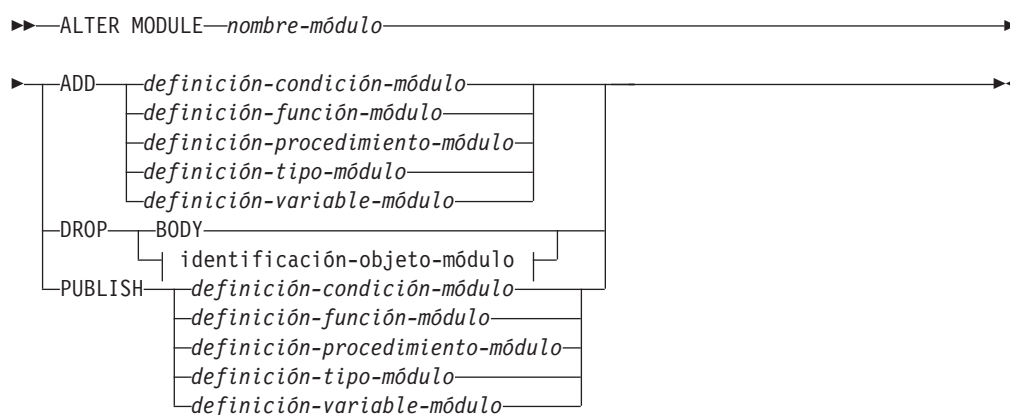 ALTER MODULE nombre-módulo
ADD definición-condición-módulo
definición-función-módulo
definición-procedimiento-módulo
definición-tipo-módulo
definición-variable-módulo
DROP BODY
identificación-objeto-módulo
PUBLISH definición-condición-módulo
definición-función-módulo
definición-procedimiento-módulo
definición-tipo-módulo
definición-variable-módulo